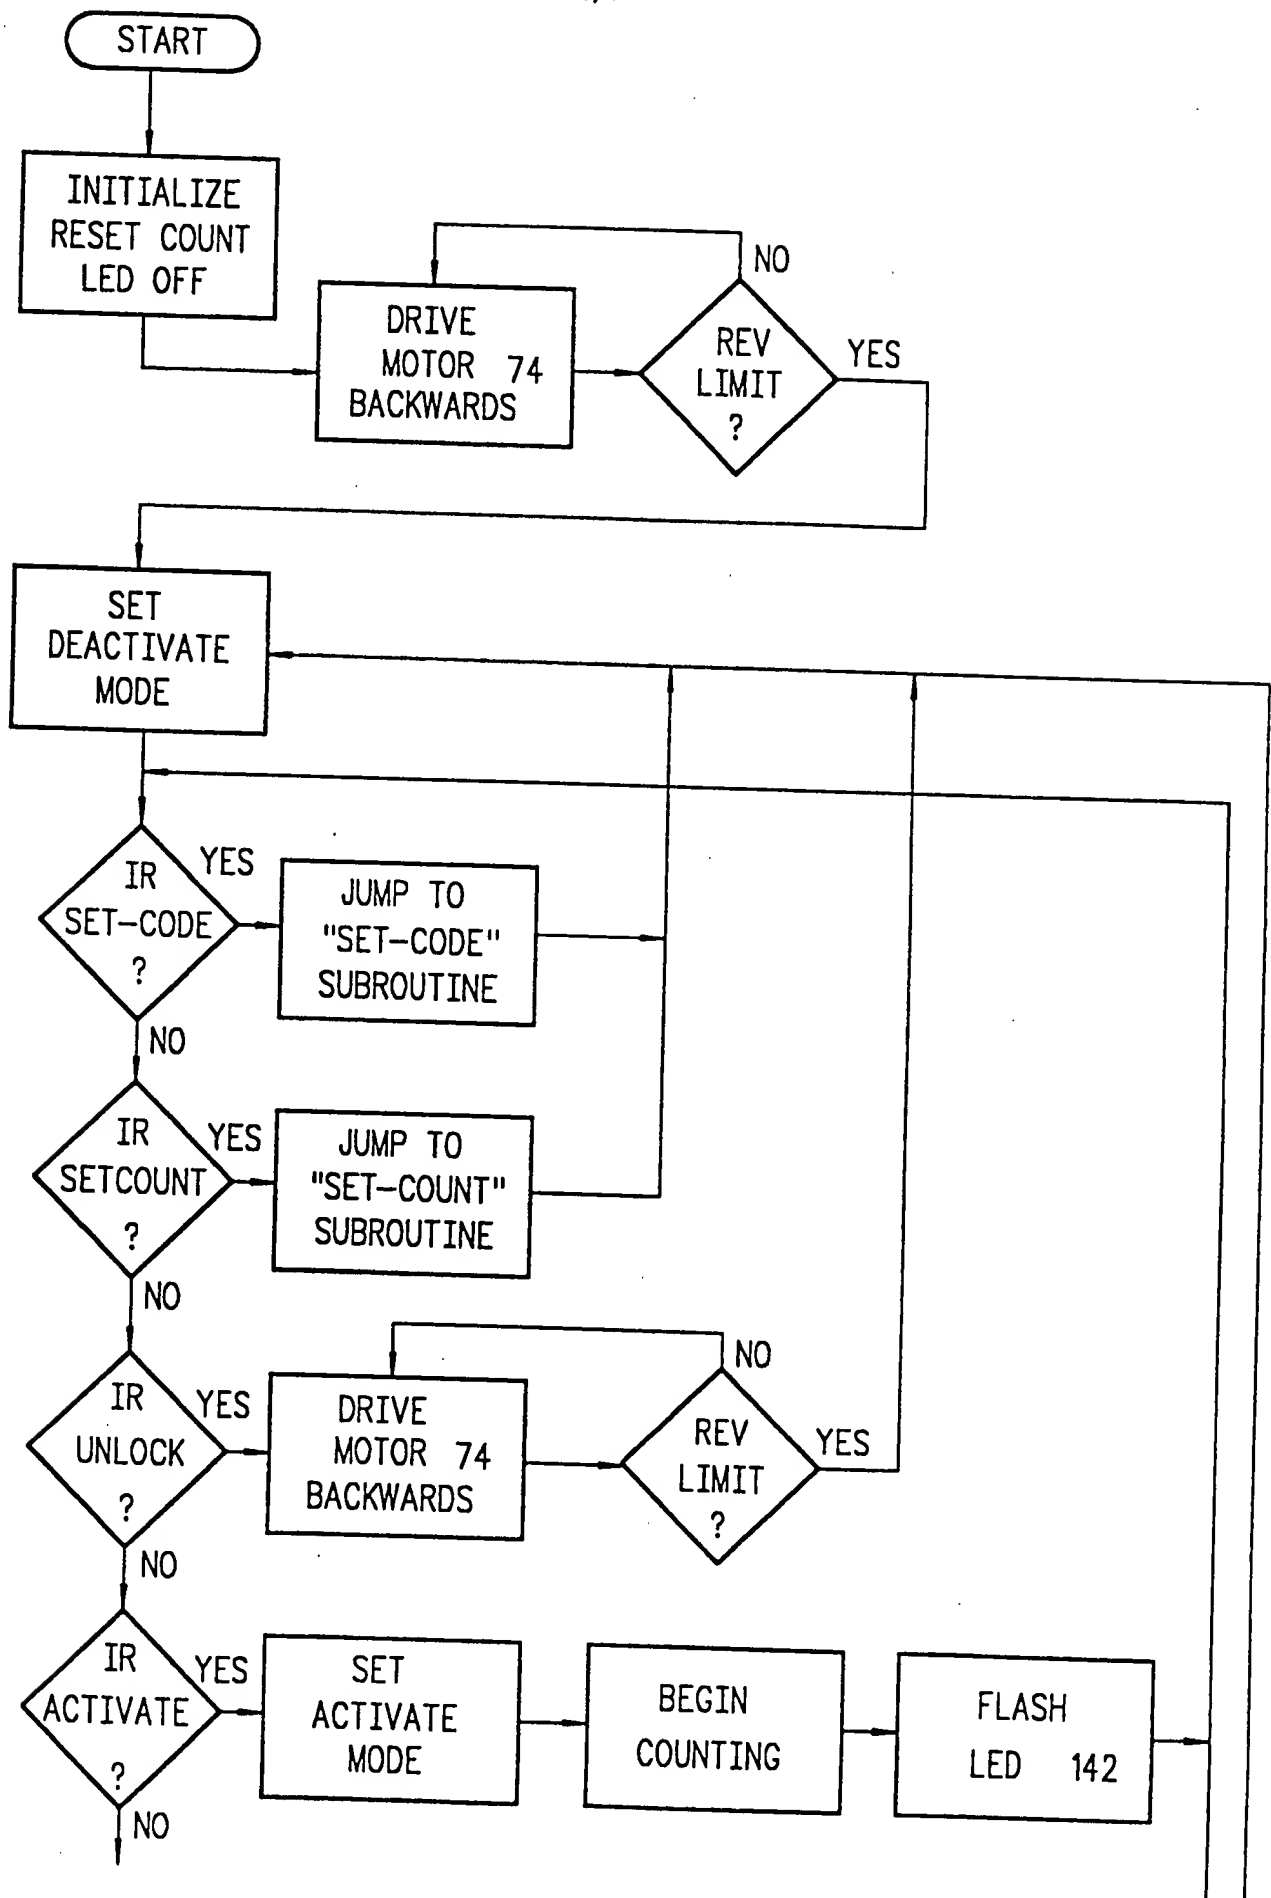 START
INITIALIZE
RESET COUNT
LED OFF
DRIVE
MOTOR 74
BACKWARDS
NO
REV
LIMIT
?
YES
SET
DEACTIVATE
MODE
IR
SET-CODE
?
YES
JUMP TO
"SET-CODE"
SUBROUTINE
NO
IR
SETCOUNT
?
YES
JUMP TO
"SET-COUNT"
SUBROUTINE
NO
IR
UNLOCK
?
YES
DRIVE
MOTOR 74
BACKWARDS
NO
REV
LIMIT
?
YES
NO
IR
ACTIVATE
?
YES
SET
ACTIVATE
MODE
BEGIN
COUNTING
FLASH
LED 142
NO